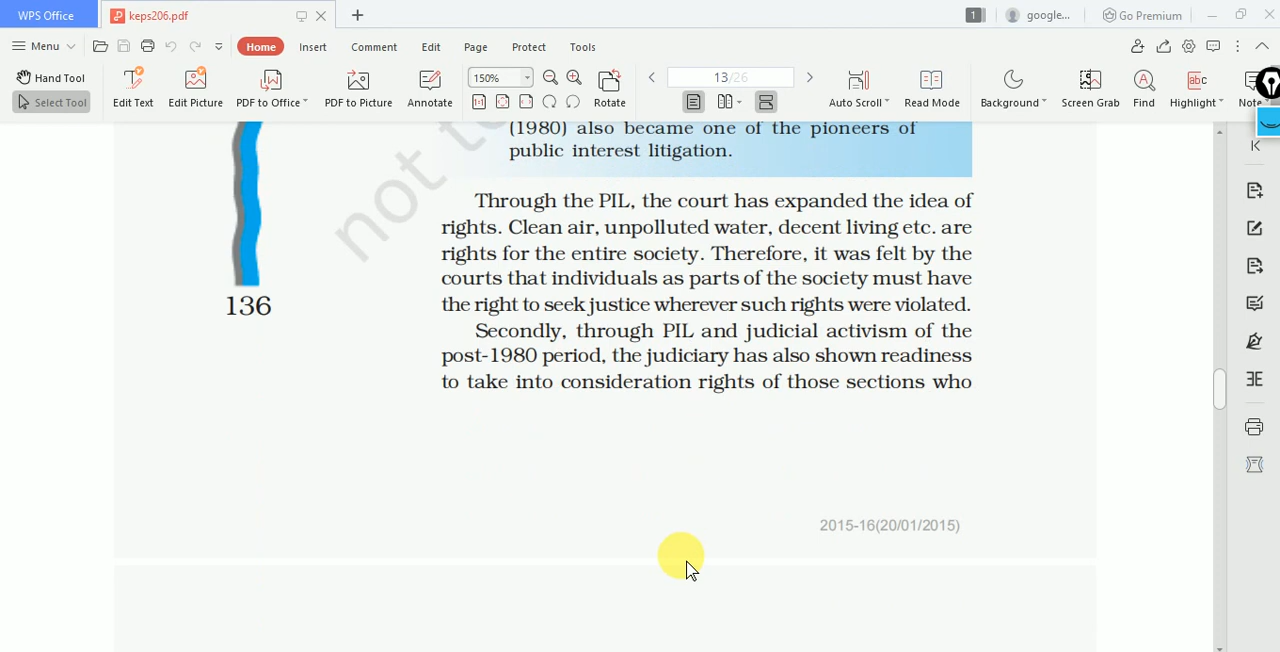 WPS Office
keps206.pdf
1
google...
Go Premium
Menu
Home
Insert
Comment
Edit
Page
Protect
Tools
Hand Tool
Select Tool
Edit Text
Edit Picture
PDF to Office
PDF to Picture
Annotate
150%
Rotate
13/26
Auto Scroll
Read Mode
Background
Screen Grab
Find
abc
Highlight
Note
not to
(1980) also became one of the pioneers of
public interest litigation.
Through the PIL, the court has expanded the idea of
rights. Clean air, unpolluted water, decent living etc. are
rights for the entire society. Therefore, it was felt by the
courts that individuals as parts of the society must have
the right to seek justice wherever such rights were violated.
Secondly, through PIL and judicial activism of the
post-1980 period, the judiciary has also shown readiness
to take into consideration rights of those sections who
136
2015-16(20/01/2015)